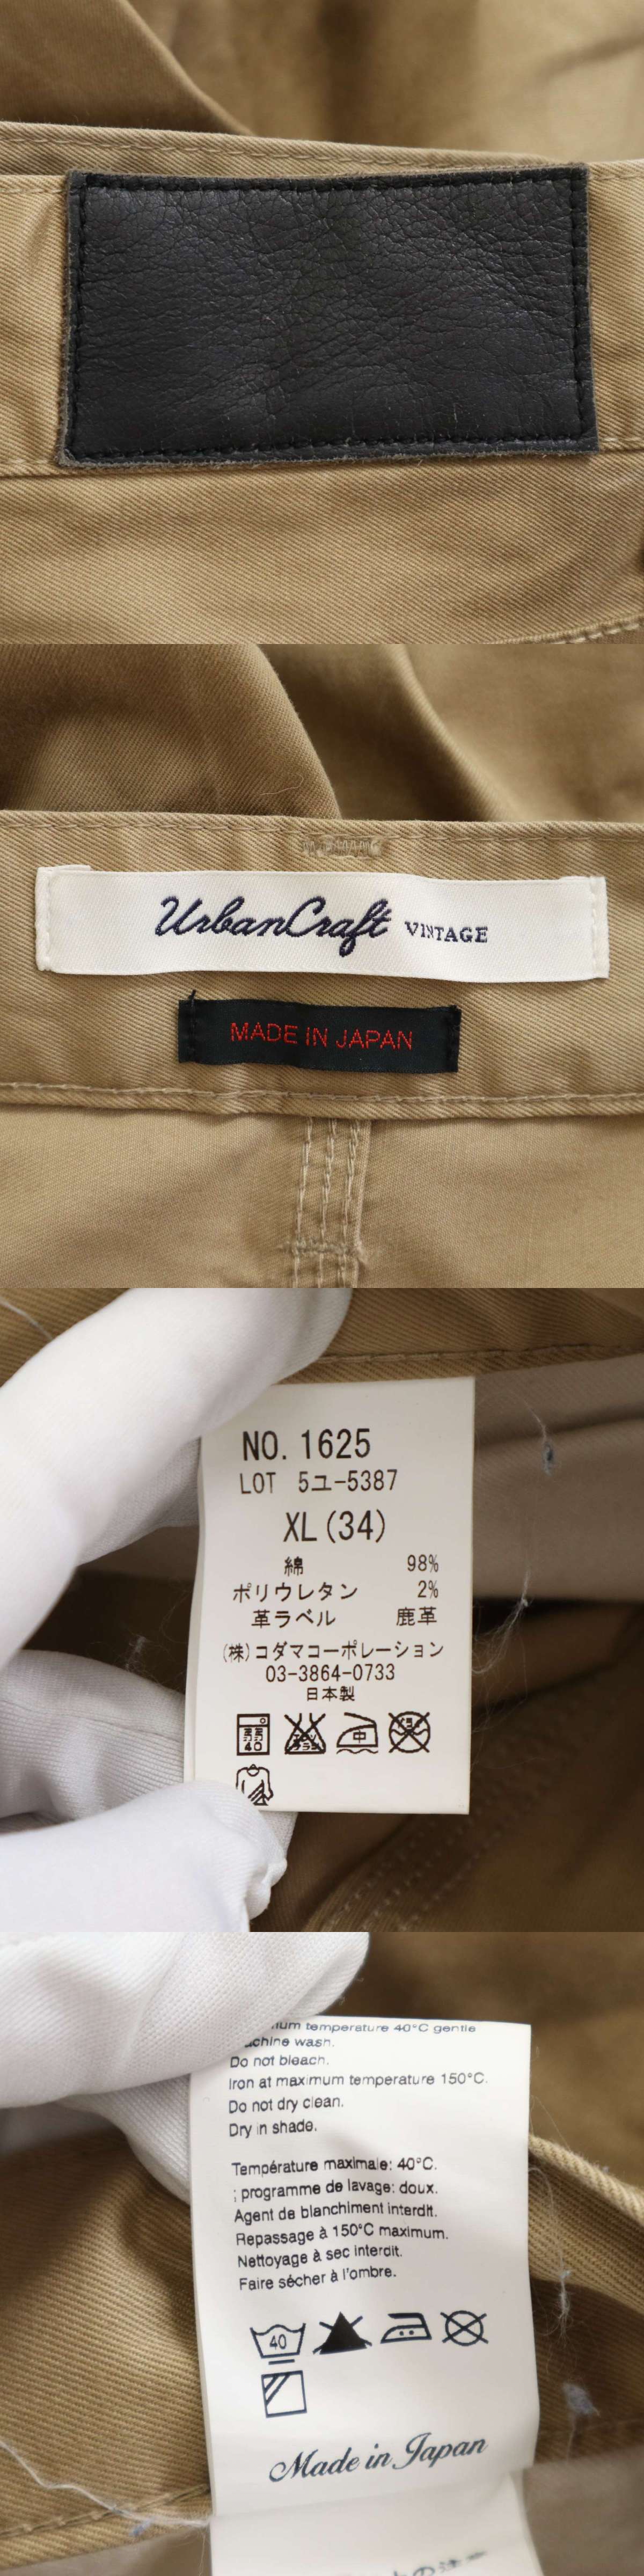 UrbanCraft VINTAGE
MADE IN JAPAN
NO. 1625
LOT 5ユ-5387
XL(34)
綿 98%
ポリウレタン 2%
革ラベル 鹿革
(株)コダマコーポレーション
03-3864-0733
日本製
40
中
temperature 40°C gentle
wash.
Do not bleach.
Iron at maximum temperature 150°C.
Do not dry clean.
Dry in shade.
Température maximale: 40°C.
; programme de lavage: doux.
Agent de blanchiment interdit.
Repassage à 150°C maximum.
Nettoyage à sec interdit.
Faire sécher à l'ombre.
40
Made in Japan